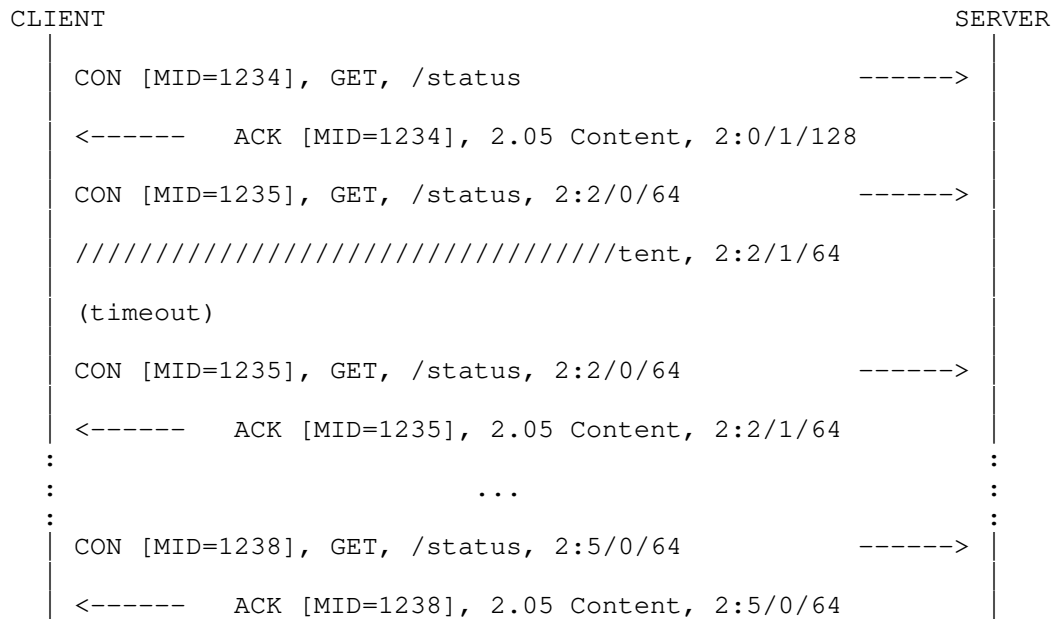 CLIENT                                                     SERVER
CON [MID=1234], GET, /status                     ------>
<------   ACK [MID=1234], 2.05 Content, 2:0/1/128
CON [MID=1235], GET, /status, 2:2/0/64           ------>
//////////////////////////////////tent, 2:2/1/64
(timeout)
CON [MID=1235], GET, /status, 2:2/0/64           ------>
<------   ACK [MID=1235], 2.05 Content, 2:2/1/64
:                                                          :
:                          ...                             :
:                                                          :
CON [MID=1238], GET, /status, 2:5/0/64           ------>
<------   ACK [MID=1238], 2.05 Content, 2:5/0/64